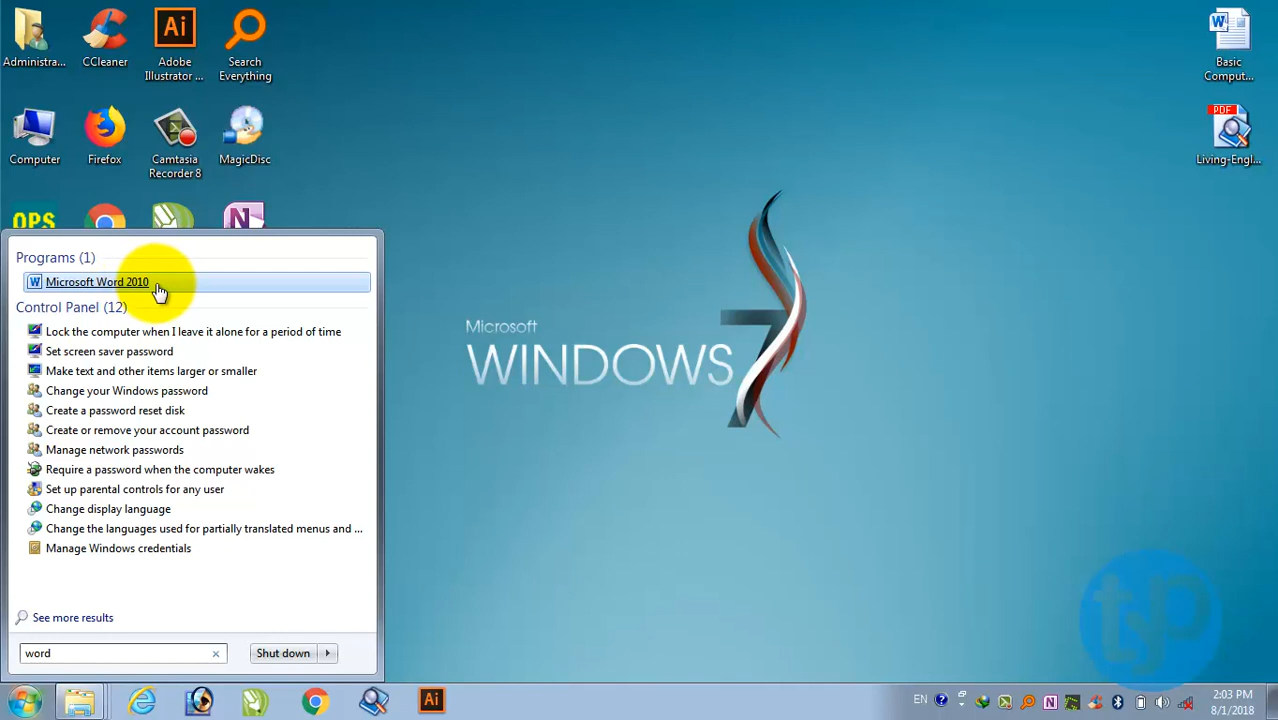 Administra...
CCleaner
Ai
Adobe
Illustrator ...
Search
Everything
Computer
Firefox
Camtasia
Recorder 8
MagicDisc
OPS
N
Basic
Comput...
PDF
Living-Engl...
Microsoft
WINDOWS 7
Programs (1)
Microsoft Word 2010
Control Panel (12)
Lock the computer when I leave it alone for a period of time
Set screen saver password
Make text and other items larger or smaller
Change your Windows password
Create a password reset disk
Create or remove your account password
Manage network passwords
Require a password when the computer wakes
Set up parental controls for any user
Change display language
Change the languages used for partially translated menus and ...
Manage Windows credentials
See more results
word
Shut down
typ
Ai
EN
2:03 PM
8/1/2018